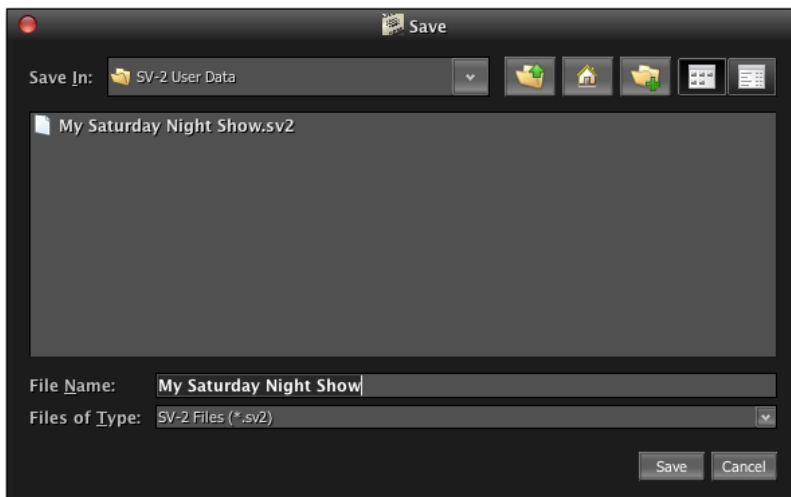 Save
Save In: SV-2 User Data
My Saturday Night Show.sv2
File Name: My Saturday Night Show
Files of Type: SV-2 Files (*.sv2)
Save Cancel